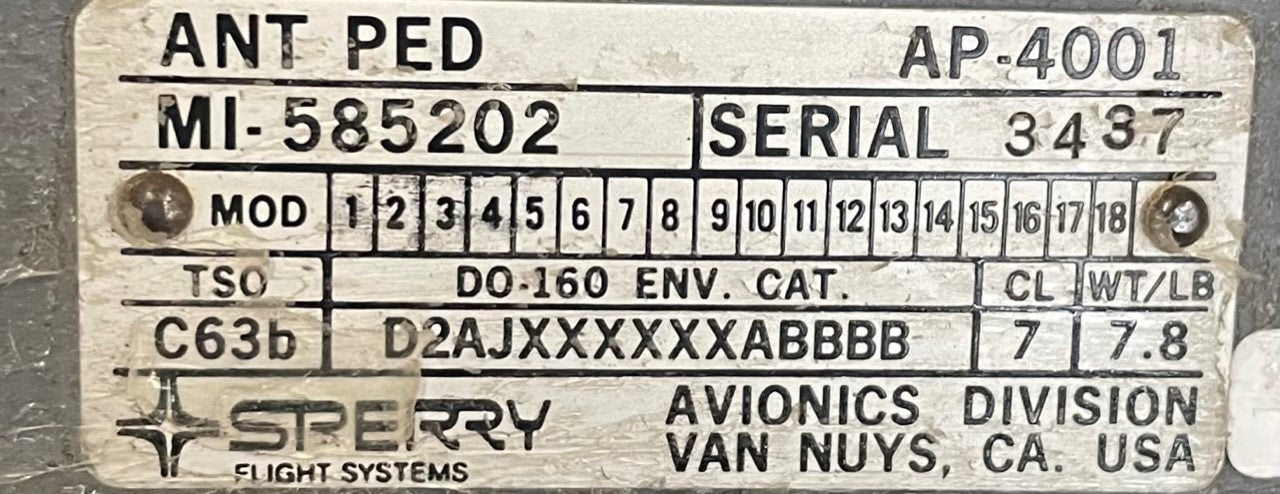 ANT PED AP-4001
MI-585202 SERIAL 3437
MOD 1 2 3 4 5 6 7 8 9 10 11 12 13 14 15 16 17 18
TSO DO-160 ENV. CAT. CL WT/LB
C63b D2AJXXXXXXABBBB 7 7.8
SPERRY AVIONICS DIVISION
FLIGHT SYSTEMS VAN NUYS, CA. USA